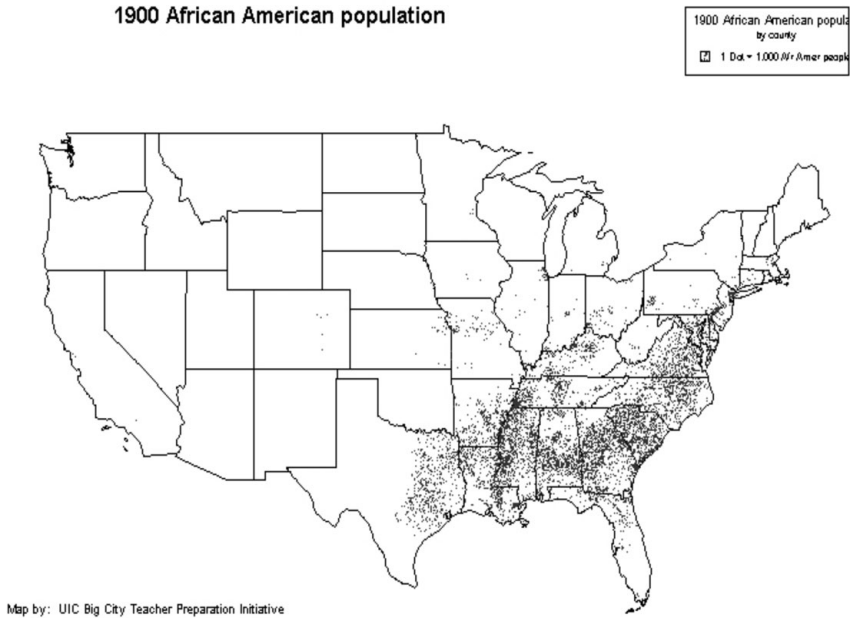 1900 African American population
1900 African American popula
by county
1 Dot = 1,000 Afr Amer people
Map by: UIC Big City Teacher Preparation Initiative